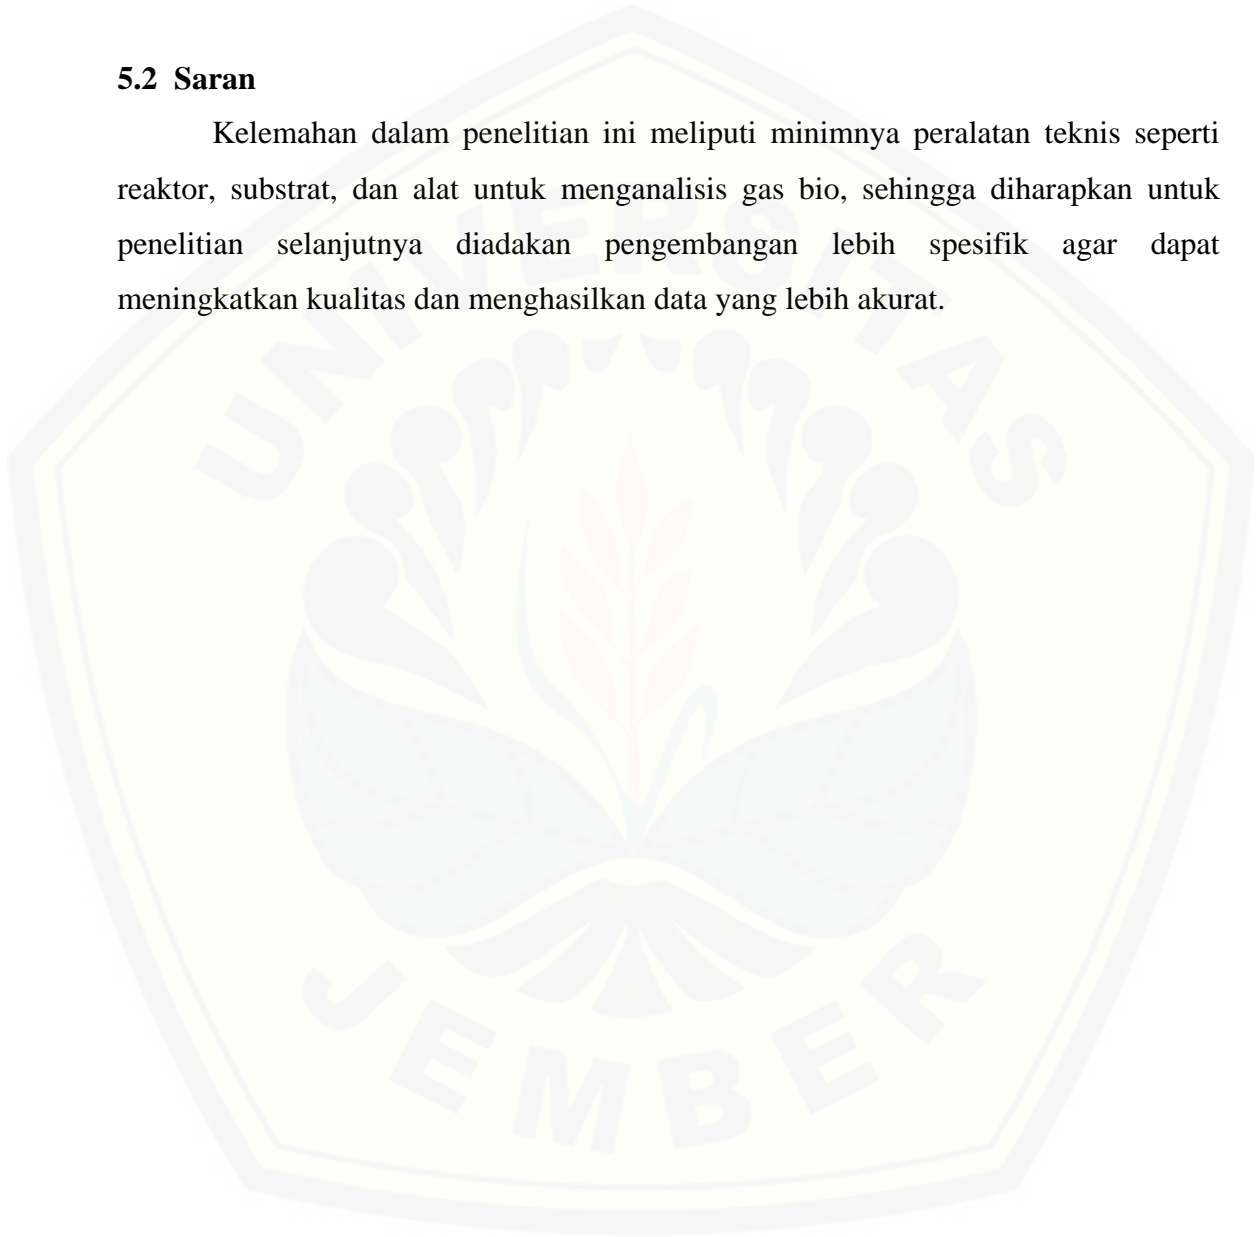 5.2 Saran
Kelemahan dalam penelitian ini meliputi minimnya peralatan teknis seperti
reaktor, substrat, dan alat untuk menganalisis gas bio, sehingga diharapkan untuk
penelitian selanjutnya diadakan pengembangan lebih spesifik agar dapat
meningkatkan kualitas dan menghasilkan data yang lebih akurat.
UNIVERSITAS
JEMBER